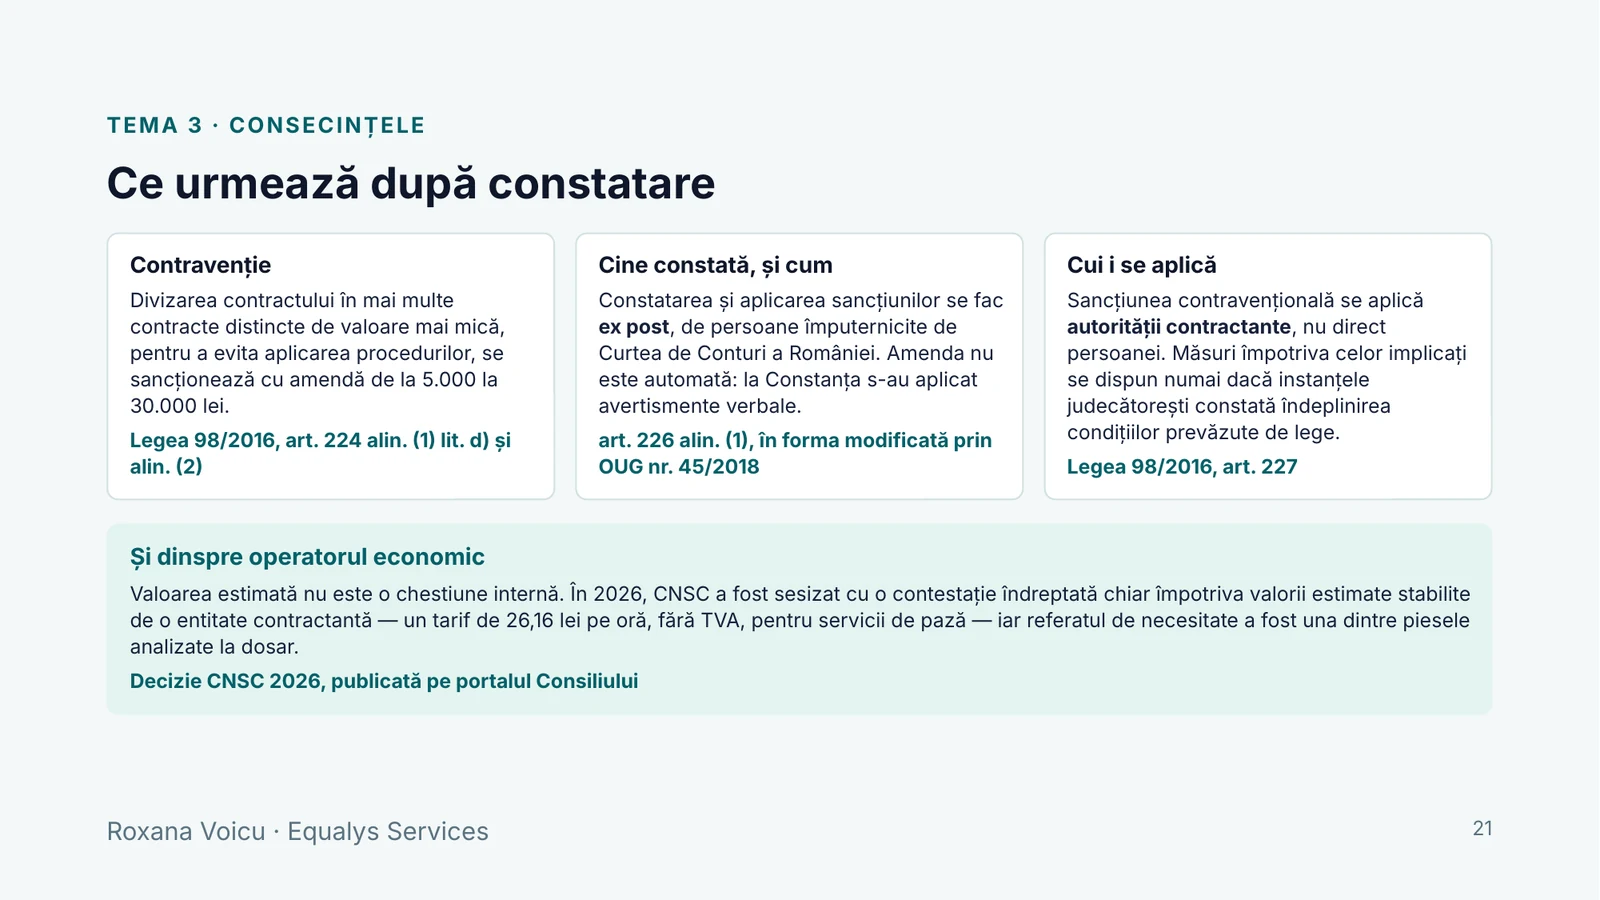 TEMA 3 · CONSECINȚELE
Ce urmează după constatare
Contravenție
Divizarea contractului în mai multe
contracte distincte de valoare mai mică,
pentru a evita aplicarea procedurilor, se
sancționează cu amendă de la 5.000 la
30.000 lei.
Legea 98/2016, art. 224 alin. (1) lit. d) și
alin. (2)
Cine constată, și cum
Constatarea și aplicarea sancțiunilor se fac
ex post, de persoane împuternicite de
Curtea de Conturi a României. Amenda nu
este automată: la Constanța s-au aplicat
avertismente verbale.
art. 226 alin. (1), în forma modificată prin
OUG nr. 45/2018
Cui i se aplică
Sancțiunea contravențională se aplică
autorității contractante, nu direct
persoanei. Măsuri împotriva celor implicați
se dispun numai dacă instanțele
judecătorești constată îndeplinirea
condițiilor prevăzute de lege.
Legea 98/2016, art. 227
Și dinspre operatorul economic
Valoarea estimată nu este o chestiune internă. În 2026, CNSC a fost sesizat cu o contestație îndreptată chiar împotriva valorii estimate stabilite
de o entitate contractantă — un tarif de 26,16 lei pe oră, fără TVA, pentru servicii de pază — iar referatul de necesitate a fost una dintre piesele
analizate la dosar.
Decizie CNSC 2026, publicată pe portalul Consiliului
Roxana Voicu · Equalys Services
21